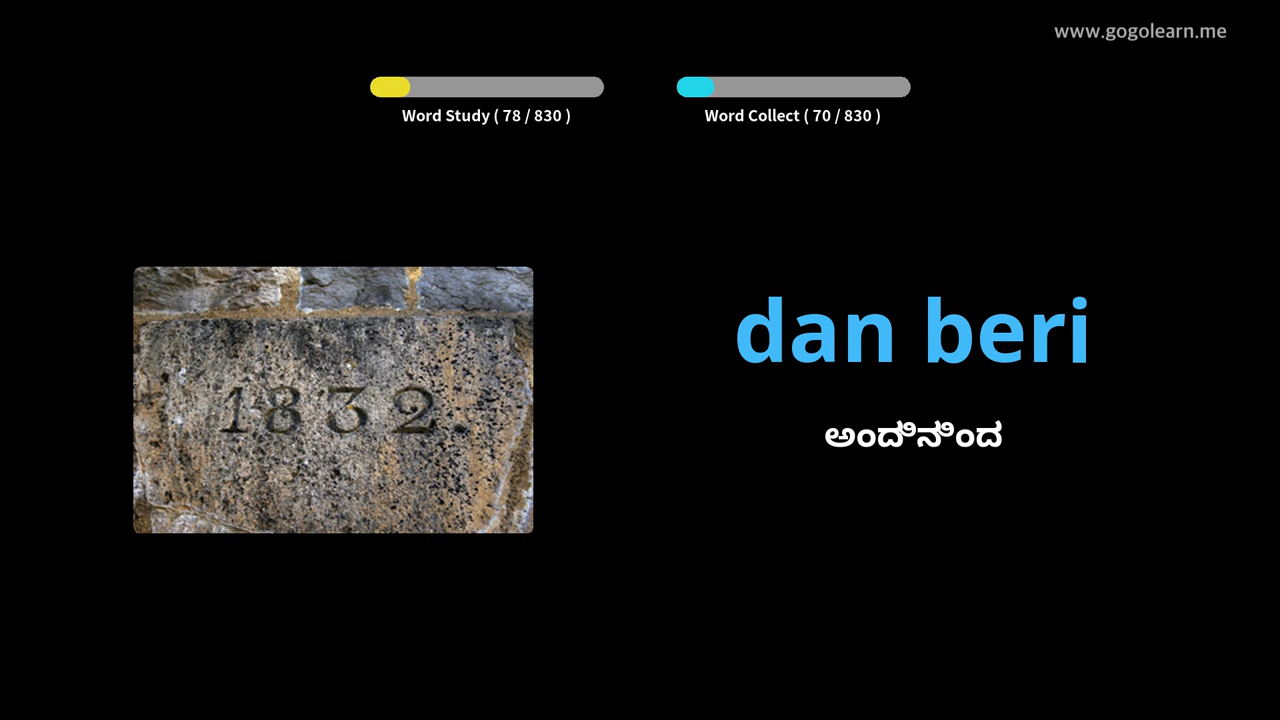 www.gogolearn.me
Word Study ( 78 / 830 )
Word Collect ( 70 / 830 )
dan beri
ಅಂದಿನಿಂದ
1832.